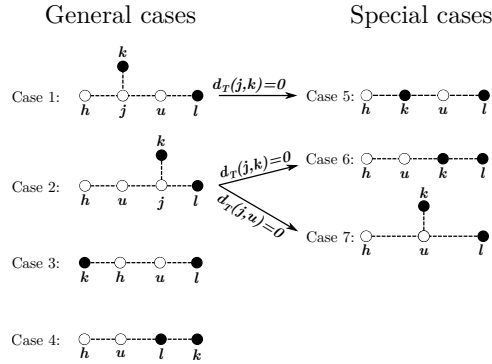 General cases
Special cases
k
Case 1:
h j u l
d_T(j,k)=0
Case 5:
h k u l
k
Case 2:
h u j l
d_T(j,k)=0
d_T(j,u)=0
Case 6:
h u k l
k
Case 7:
h u l
Case 3:
k h u l
Case 4:
h u l k